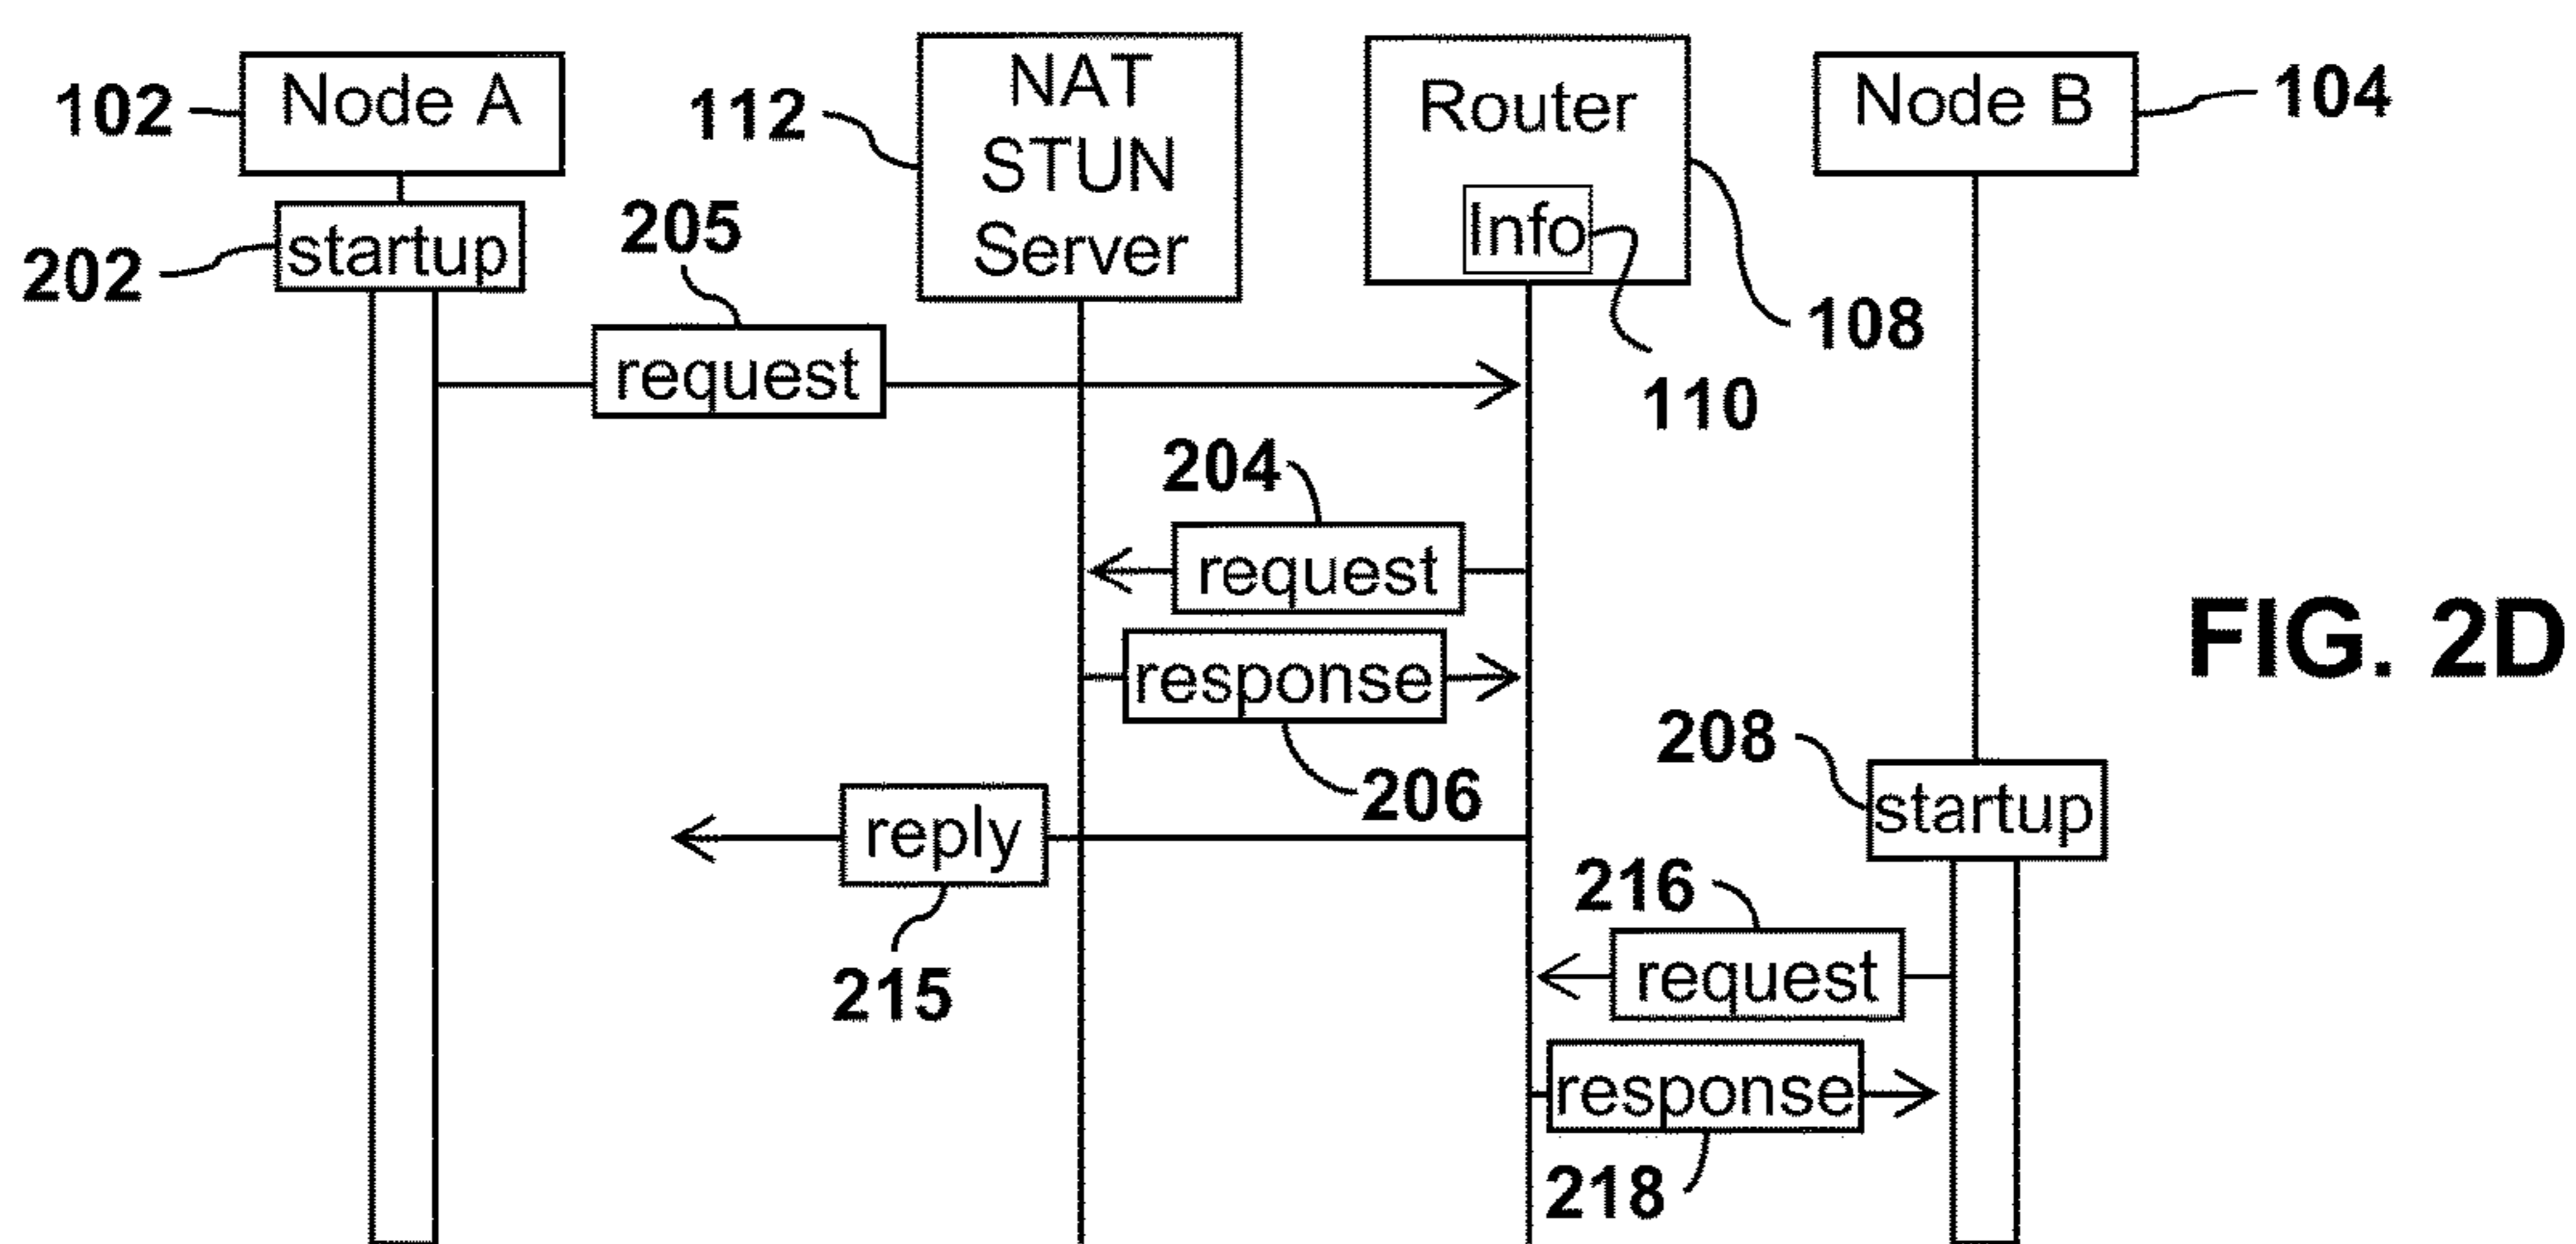 102
Node A
112
NAT
STUN
Server
Router
Info
Node B
104
202
startup
205
108
request
110
204
request
FIG. 2D
response
208
206
startup
reply
216
215
request
response
218